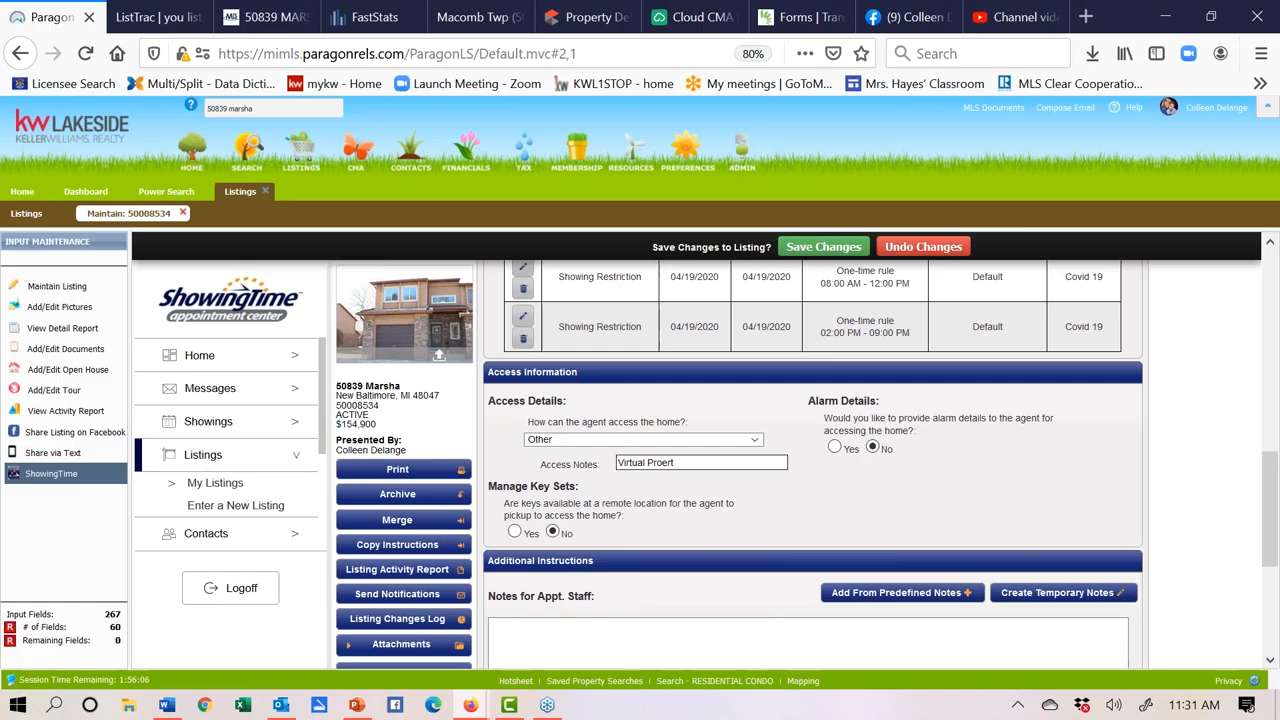 Paragon
ListTrac | you list
50839 MARS
FastStats
Macomb Twp (5
Property De
Cloud CMA
Forms | Tran
(9) Colleen D
Channel vide
https://mimls.paragonrels.com/ParagonLS/Default.mvc#2,1
80%
Search
Licensee Search
Multi/Split - Data Dicti...
mykw - Home
Launch Meeting - Zoom
KWL1STOP - home
My meetings | GoToM...
Mrs. Hayes' Classroom
MLS Clear Cooperatio...
50839 marsha
MLS Documents
Compose Email
Help
Colleen Delange
kw LAKESIDE
KELLERWILLIAMS REALTY
HOME
SEARCH
LISTINGS
CMA
CONTACTS
FINANCIALS
TAX
MEMBERSHIP
RESOURCES
PREFERENCES
ADMIN
Home
Dashboard
Power Search
Listings
Listings
Maintain: 50008534
INPUT MAINTENANCE
Save Changes to Listing?
Save Changes
Undo Changes
Maintain Listing
Add/Edit Pictures
View Detail Report
Add/Edit Documents
Add/Edit Open House
Add/Edit Tour
View Activity Report
Share Listing on Facebook
Share via Text
ShowingTime
Input Fields: 267
R # of Fields: 60
R Remaining Fields: 0
ShowingTime
appointment center
Home >
Messages >
Showings >
Listings
> My Listings
Enter a New Listing
Contacts >
Logoff
50839 Marsha
New Baltimore, MI 48047
50008534
ACTIVE
$154,900
Presented By:
Colleen Delange
Print
Archive
Merge
Copy Instructions
Listing Activity Report
Send Notifications
Listing Changes Log
Attachments
Showing Restriction 04/19/2020 04/19/2020 One-time rule Default Covid 19
08:00 AM - 12:00 PM
Showing Restriction 04/19/2020 04/19/2020 One-time rule Default Covid 19
02:00 PM - 09:00 PM
Access Information
Access Details:
How can the agent access the home?:
Other
Access Notes: Virtual Proert
Manage Key Sets:
Are keys available at a remote location for the agent to
pickup to access the home?:
Yes No
Alarm Details:
Would you like to provide alarm details to the agent for
accessing the home?:
Yes No
Additional Instructions
Notes for Appt. Staff:
Add From Predefined Notes
Create Temporary Notes
Session Time Remaining: 1:56:06
Hotsheet | Saved Property Searches | Search - RESIDENTIAL CONDO | Mapping
Privacy
11:31 AM